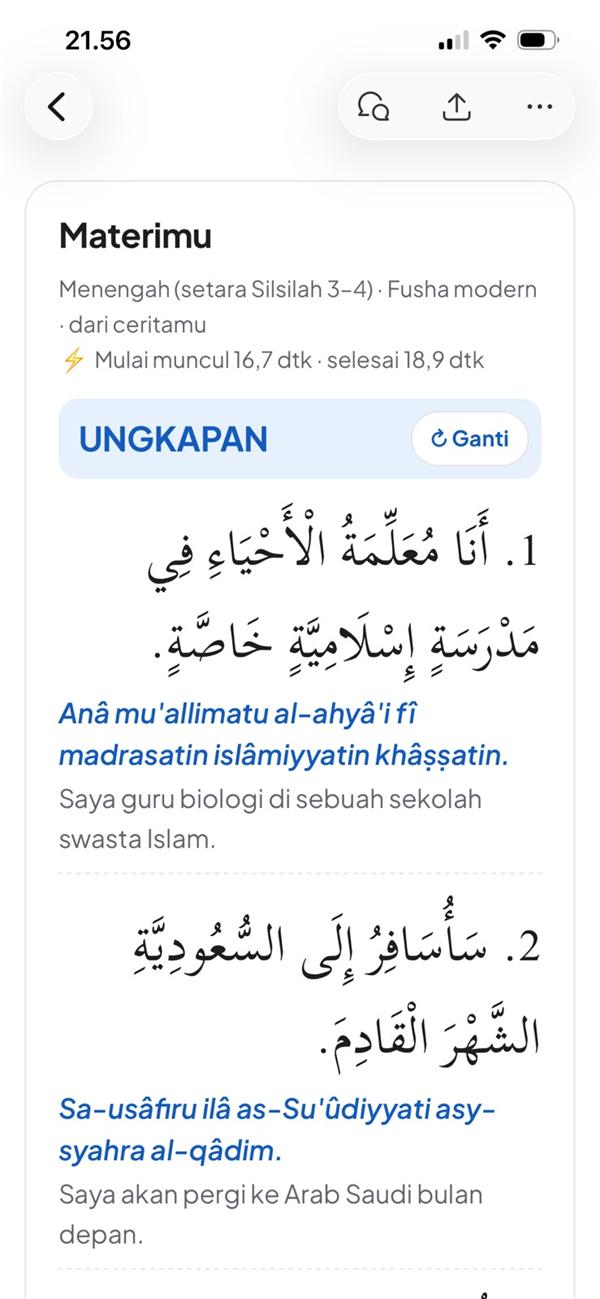 21.56
Materimu
Menengah (setara Silsilah 3–4) · Fusha modern
· dari ceritamu
⚡ Mulai muncul 16,7 dtk · selesai 18,9 dtk
UNGKAPAN
↻ Ganti
1. أَنَا مُعَلِّمَةُ الْأَحْيَاءِ فِي
مَدْرَسَةٍ إِسْلَامِيَّةٍ خَاصَّةٍ.
Anâ mu'allimatu al-ahyâ'i fî
madrasatin islâmiyyatin khâṣṣatin.
Saya guru biologi di sebuah sekolah
swasta Islam.
2. سَأُسَافِرُ إِلَى السُّعُودِيَّةِ
الشَّهْرَ الْقَادِمَ.
Sa-usâfiru ilâ as-Su'ûdiyyati asy-
syahra al-qâdim.
Saya akan pergi ke Arab Saudi bulan
depan.